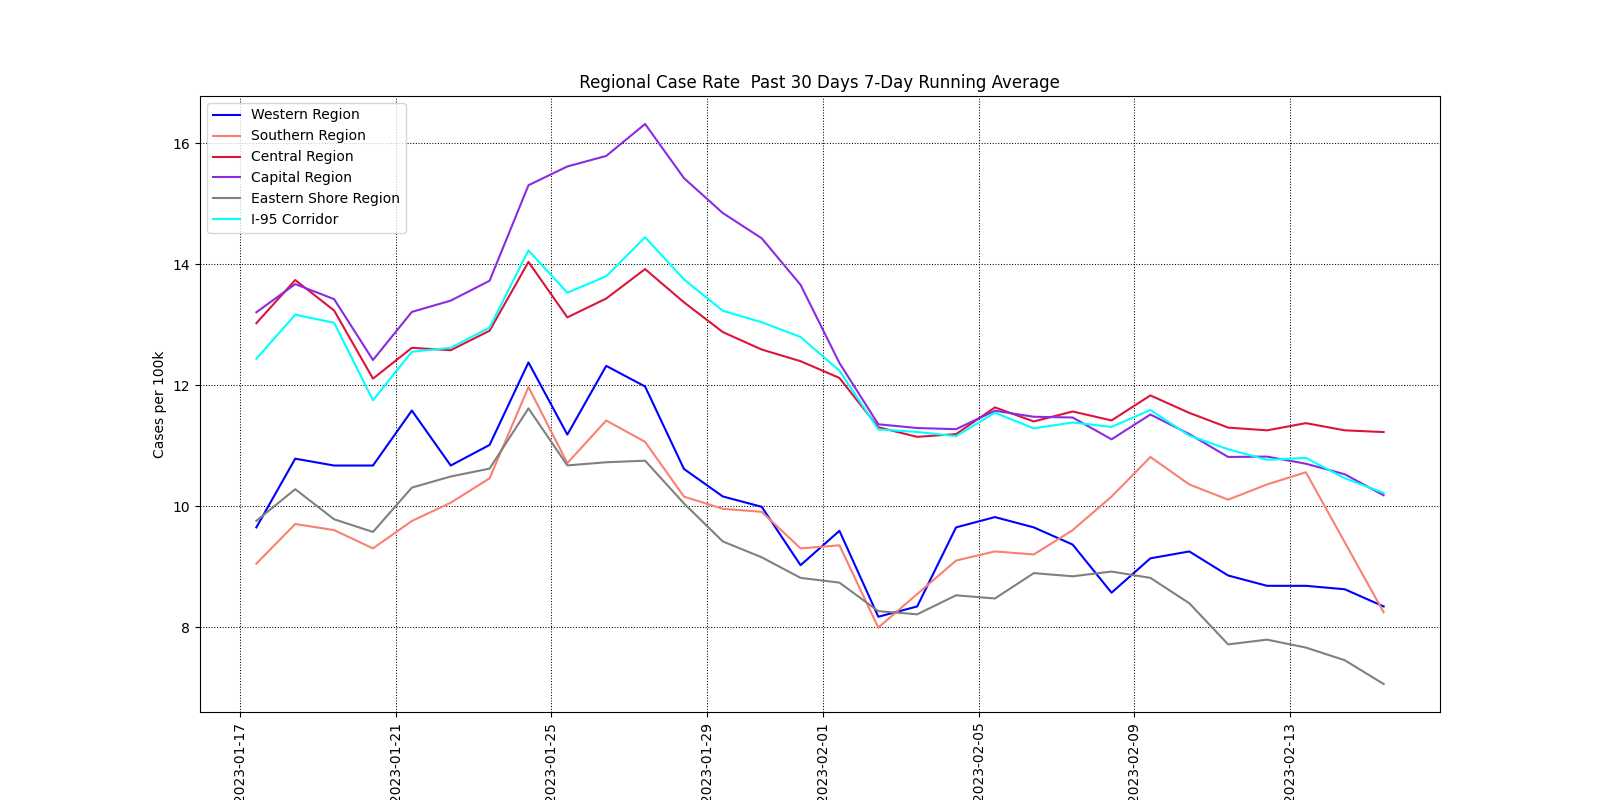 Regional Case Rate  Past 30 Days 7-Day Running Average
Western Region
Southern Region
Central Region
Capital Region
Eastern Shore Region
I-95 Corridor
Cases per 100k
16
14
12
10
8
2023-01-17
2023-01-21
2023-01-25
2023-01-29
2023-02-01
2023-02-05
2023-02-09
2023-02-13